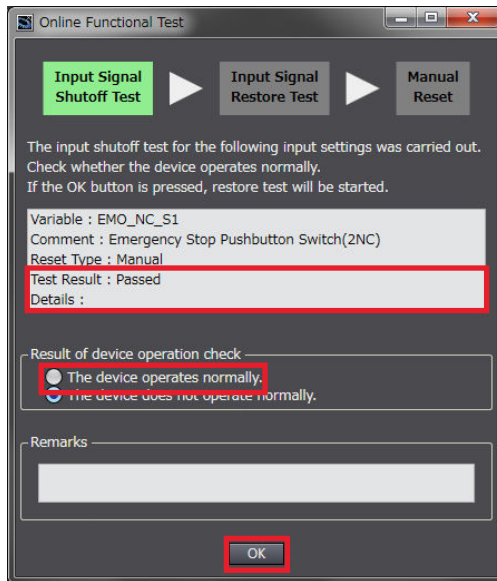 Online Functional Test
Input Signal
Shutoff Test
Input Signal
Restore Test
Manual
Reset
The input shutoff test for the following input settings was carried out.
Check whether the device operates normally.
If the OK button is pressed, restore test will be started.
Variable : EMO_NC_S1
Comment : Emergency Stop Pushbutton Switch(2NC)
Reset Type : Manual
Test Result : Passed
Details :
Result of device operation check
The device operates normally.
The device does not operate normally.
Remarks
OK